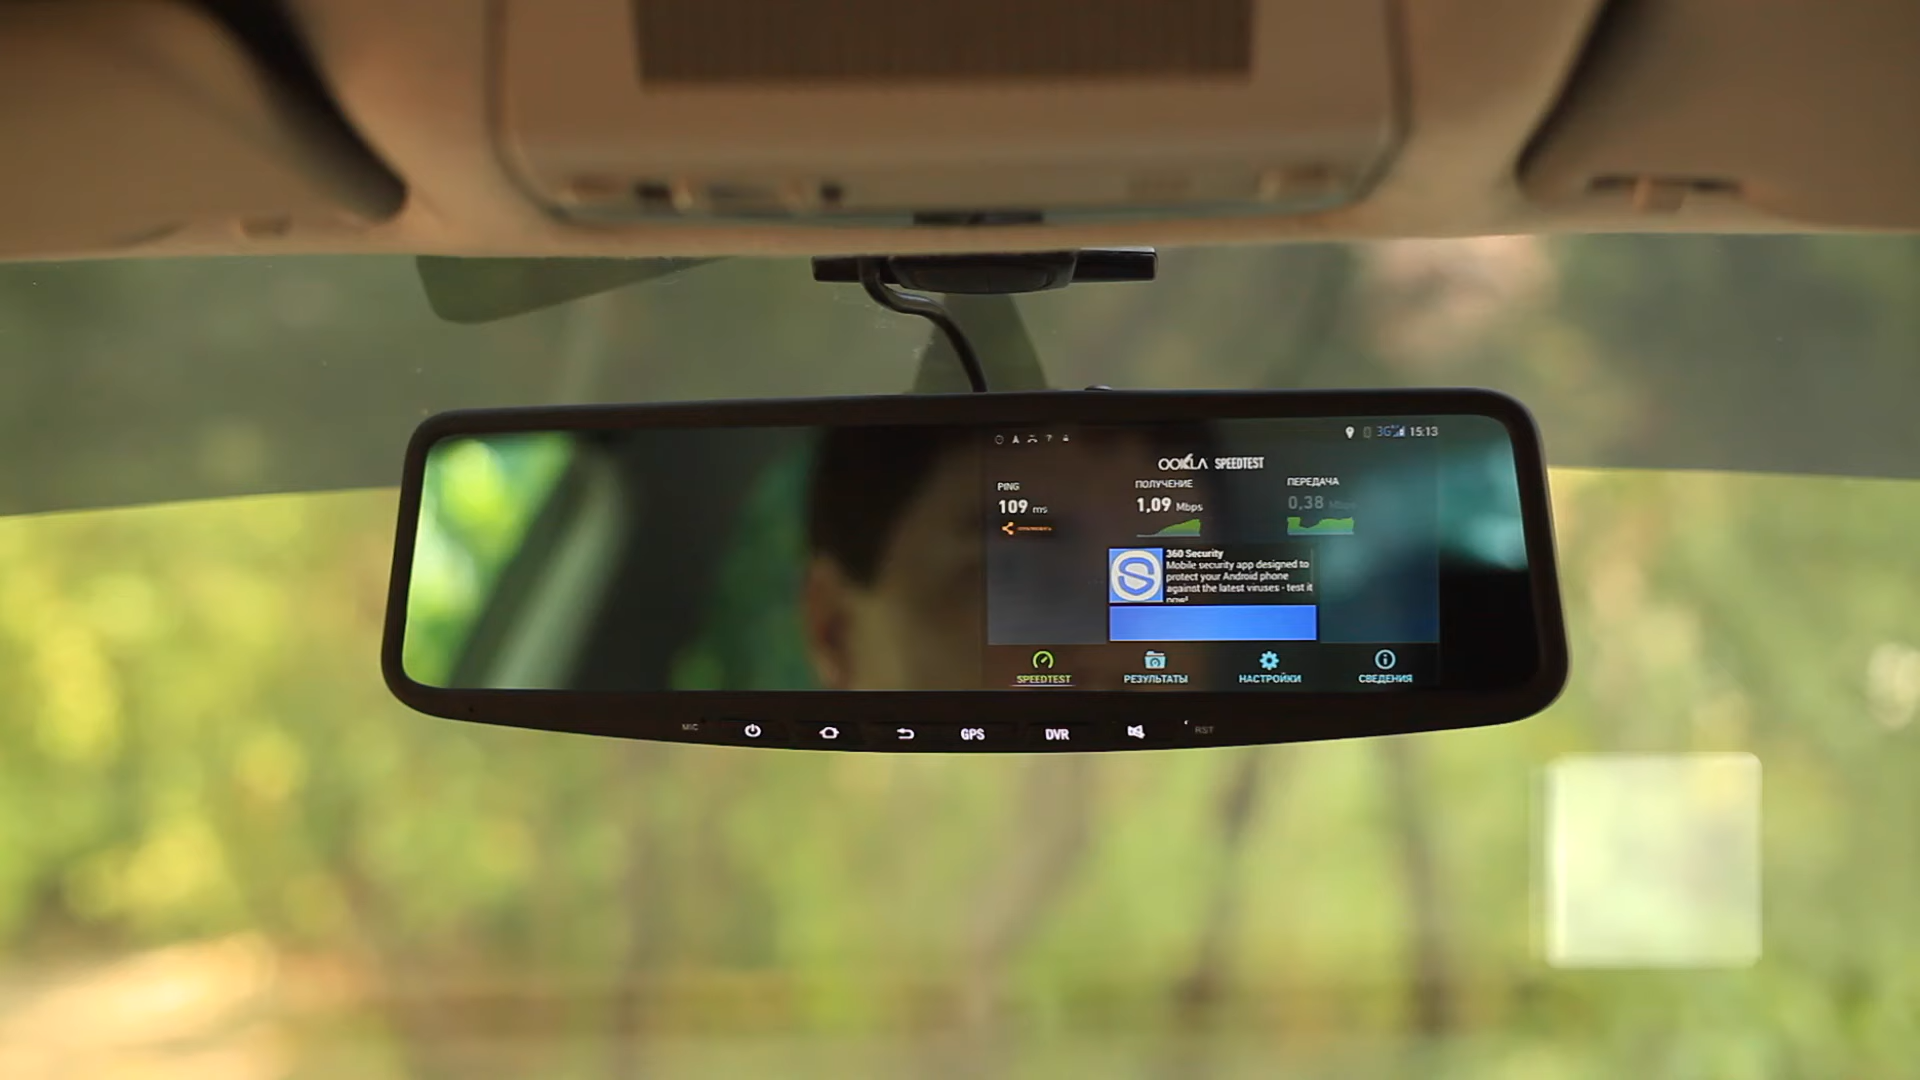 3G 15:13
OOKLA SPEEDTEST
PING
109 ms
ПОЛУЧЕНИЕ
1,09 Mbps
ПЕРЕДАЧА
0,38 Mbps
360 Security
Mobile security app designed to
protect your Android phone
against the latest viruses - test it
now!
SPEEDTEST
РЕЗУЛЬТАТЫ
НАСТРОЙКИ
СВЕДЕНИЯ
MIC
GPS
DVR
RST